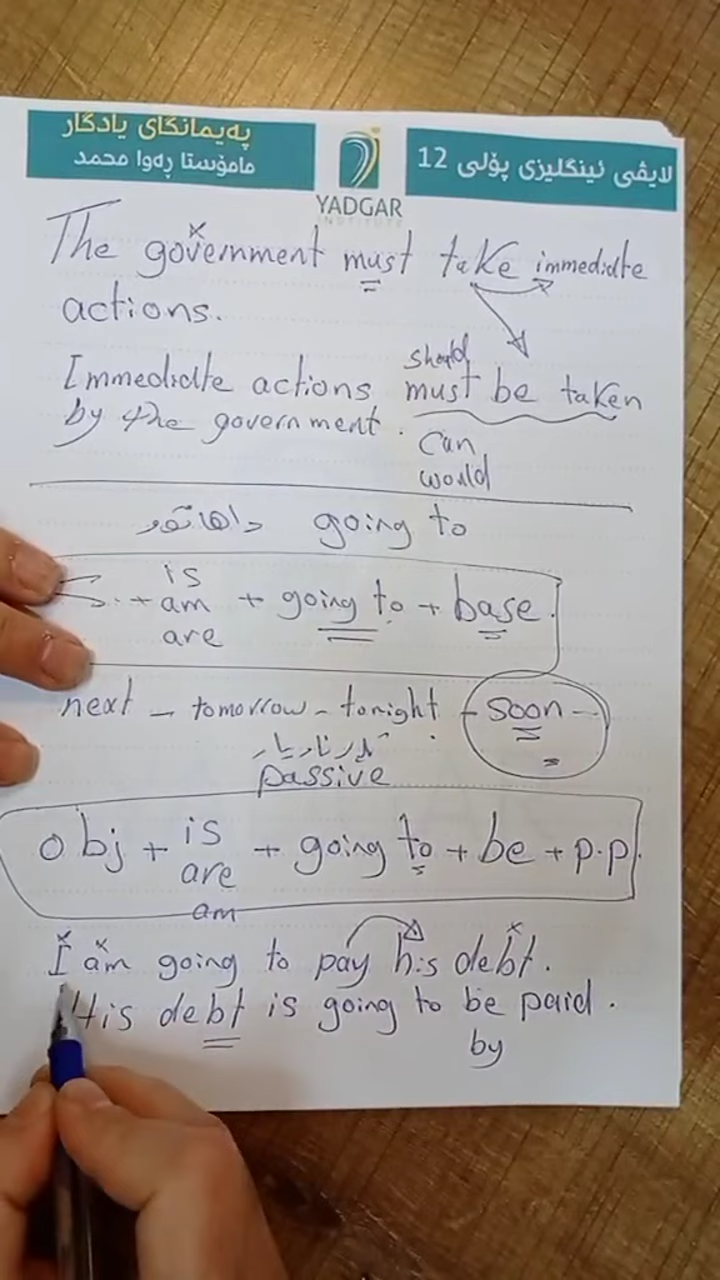 پەیمانگای یادگار
مامۆستا ڕەوا محمد
YADGAR
INSTITUTE
لایڤی ئینگلیزی پۆلی 12
The government must take immediate
actions.
should
Immediate actions must be taken
by the government.
can
would
داهاتوو going to
is
S. + am + going to + base.
are
next - tomorrow - tonight - soon -
passive
obj + is + going to + be + p.p.
are
am
I am going to pay his debt.
His debt is going to be paid.
by